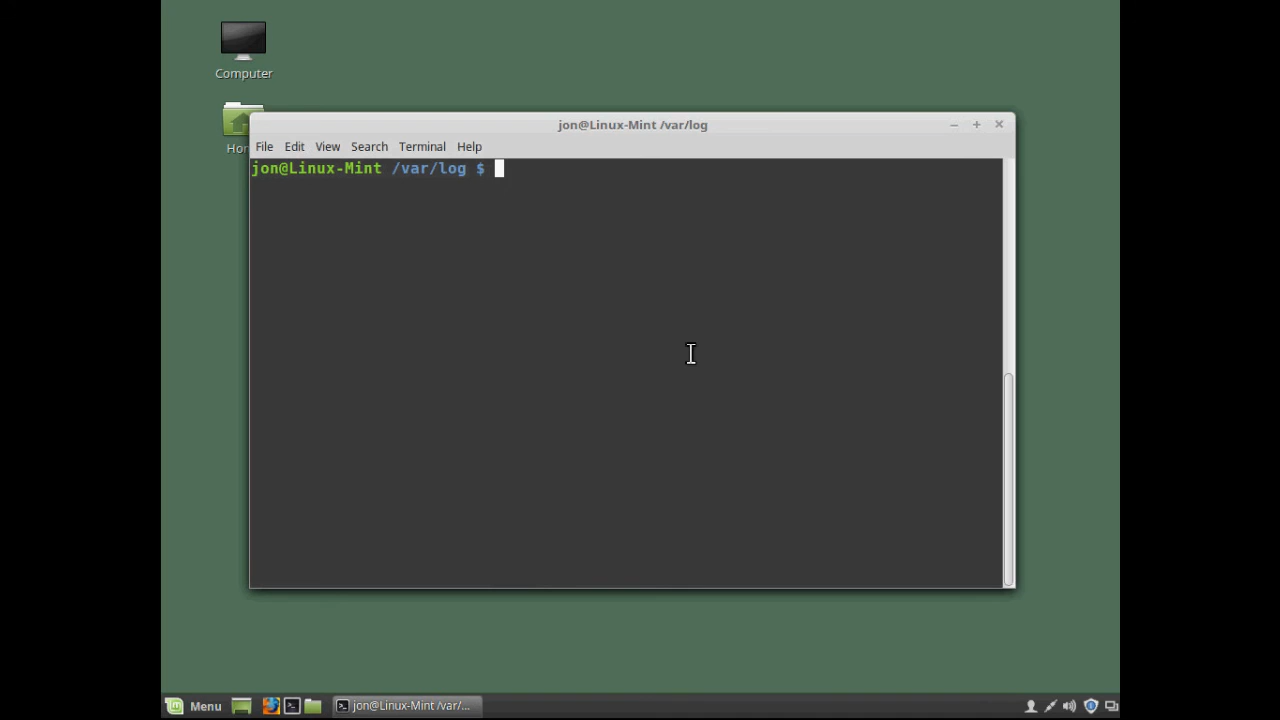 Computer
Hon
jon@Linux-Mint /var/log
File Edit View Search Terminal Help
jon@Linux-Mint /var/log $
Menu
jon@Linux-Mint /var/...